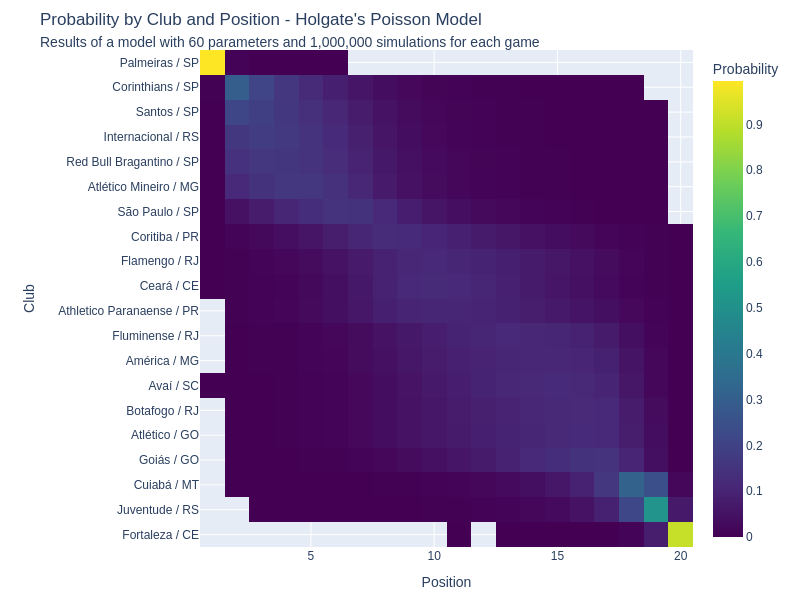 Probability by Club and Position - Holgate's Poisson Model
Results of a model with 60 parameters and 1,000,000 simulations for each game
Probability
Palmeiras / SP
Corinthians / SP
Santos / SP
Internacional / RS
Red Bull Bragantino / SP
Atlético Mineiro / MG
São Paulo / SP
Coritiba / PR
Flamengo / RJ
Ceará / CE
Athletico Paranaense / PR
Fluminense / RJ
América / MG
Avaí / SC
Botafogo / RJ
Atlético / GO
Goiás / GO
Cuiabá / MT
Juventude / RS
Fortaleza / CE
Club
5
10
15
20
Position
0.9
0.8
0.7
0.6
0.5
0.4
0.3
0.2
0.1
0